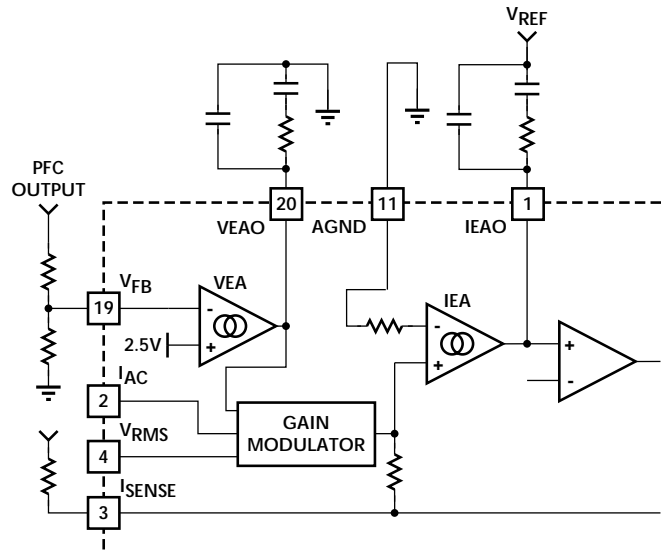 VREF
PFC
OUTPUT
20
11
1
VEAO
AGND
IEAO
VFB
VEA
IEA
19
-
+
2.5V
-
+
+
-
IAC
2
GAIN
MODULATOR
VRMS
4
ISENSE
3